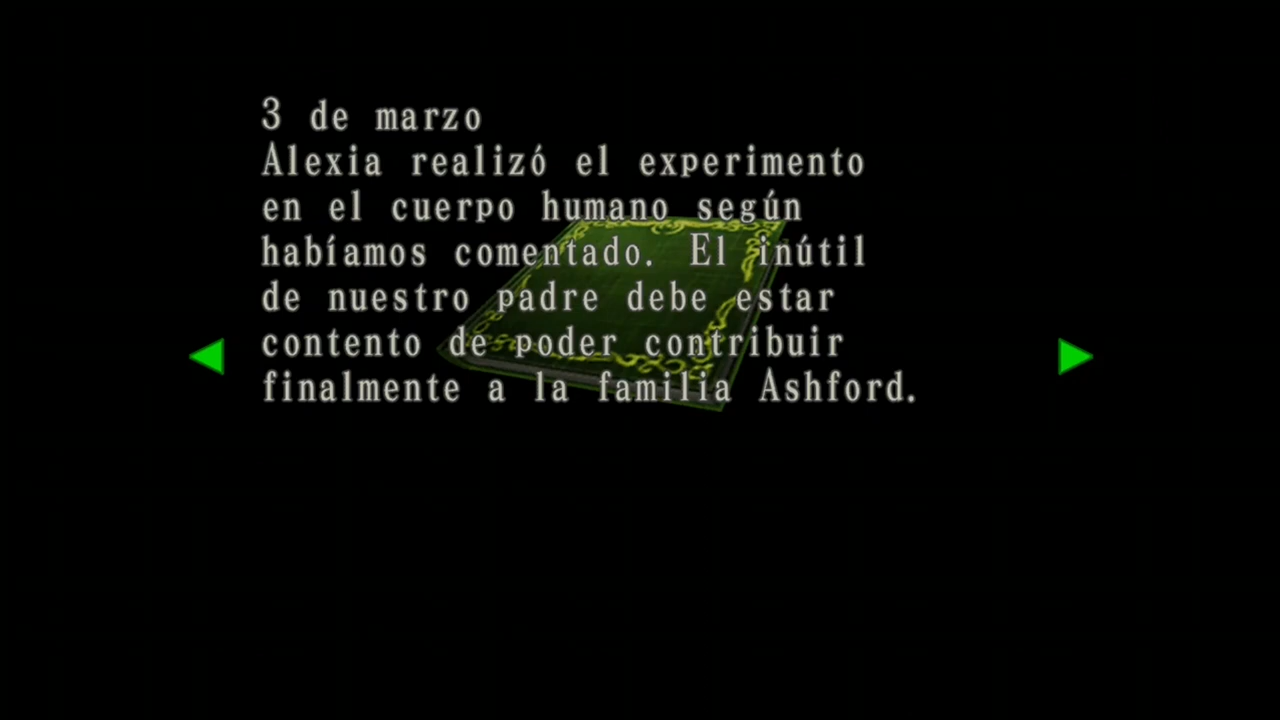 3 de marzo
Alexia realizó el experimento
en el cuerpo humano según
habíamos comentado. El inútil
de nuestro padre debe estar
contento de poder contribuir
finalmente a la familia Ashford.